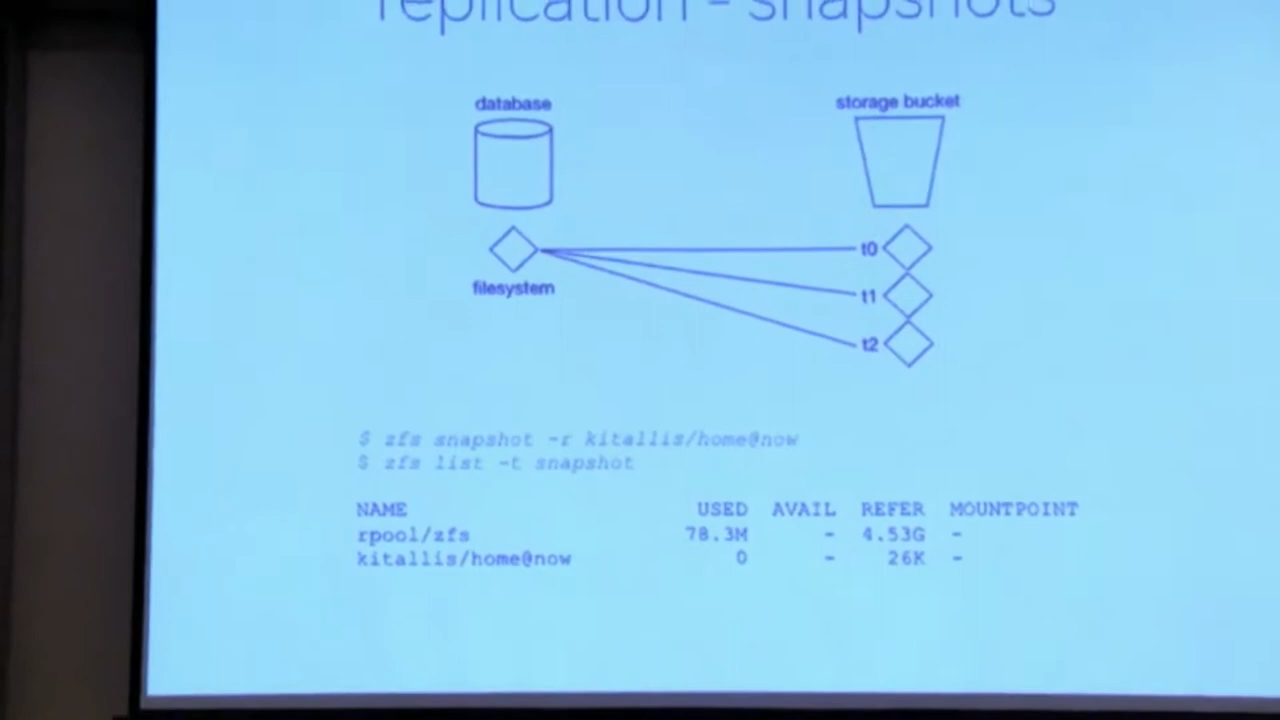 replication - snapshots
database
storage bucket
filesystem
t0
t1
t2
$ zfs snapshot -r kitallis/home@now
$ zfs list -t snapshot
NAME USED AVAIL REFER MOUNTPOINT
rpool/zfs 78.3M - 4.53G -
kitallis/home@now 0 - 26K -